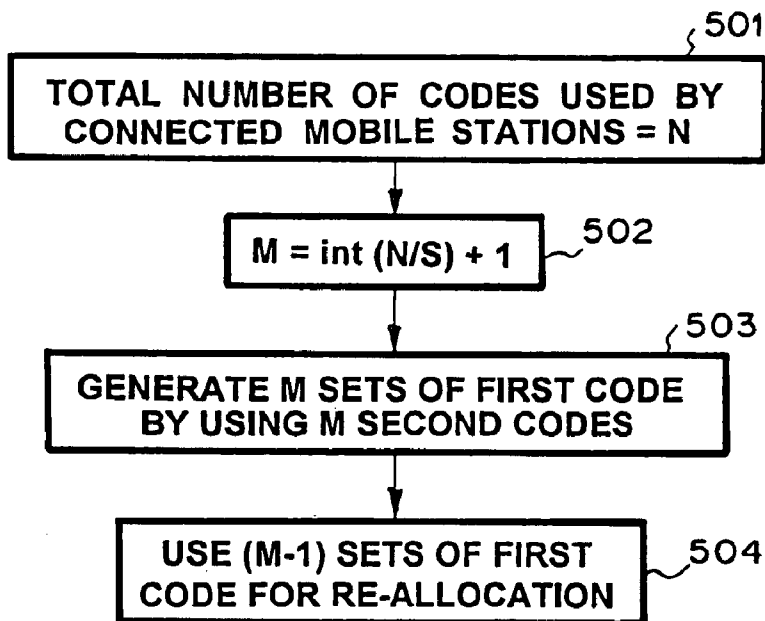 501
TOTAL NUMBER OF CODES USED BY
CONNECTED MOBILE STATIONS = N
502
M = int (N/S) + 1
503
GENERATE M SETS OF FIRST CODE
BY USING M SECOND CODES
504
USE (M-1) SETS OF FIRST
CODE FOR RE-ALLOCATION